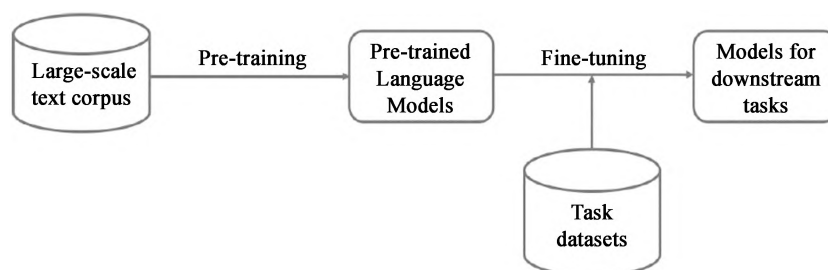 Large-scale
text corpus
Pre-training
Pre-trained
Language
Models
Fine-tuning
Models for
downstream
tasks
Task
datasets